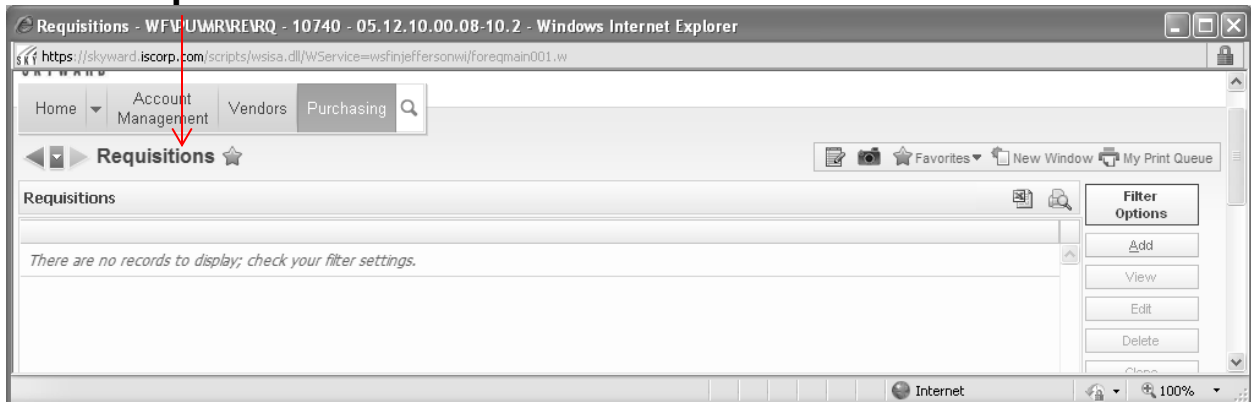 Requisitions - WF\PU\MR\RE\RQ - 10740 - 05.12.10.00.08-10.2 - Windows Internet Explorer
https://skyward.iscorp.com/scripts/wsisa.dll/WService=wsfinjeffersonwi/foreqmain001.w
Home Account Management Vendors Purchasing
Requisitions Favorites New Window My Print Queue
Requisitions
Filter Options
There are no records to display; check your filter settings.
Add
View
Edit
Delete
Internet 100%